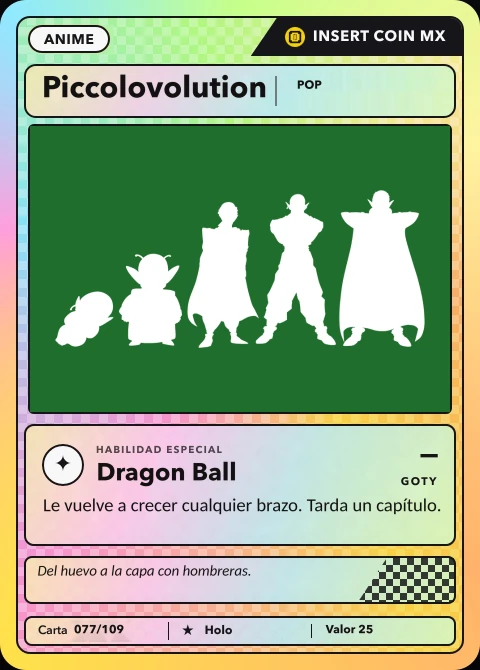 ANIME
INSERT COIN MX
Piccolovolution
POP
HABILIDAD ESPECIAL
Dragon Ball
GOTY
Le vuelve a crecer cualquier brazo. Tarda un capítulo.
Del huevo a la capa con hombreras.
Carta 077/109
★ Holo
Valor 25